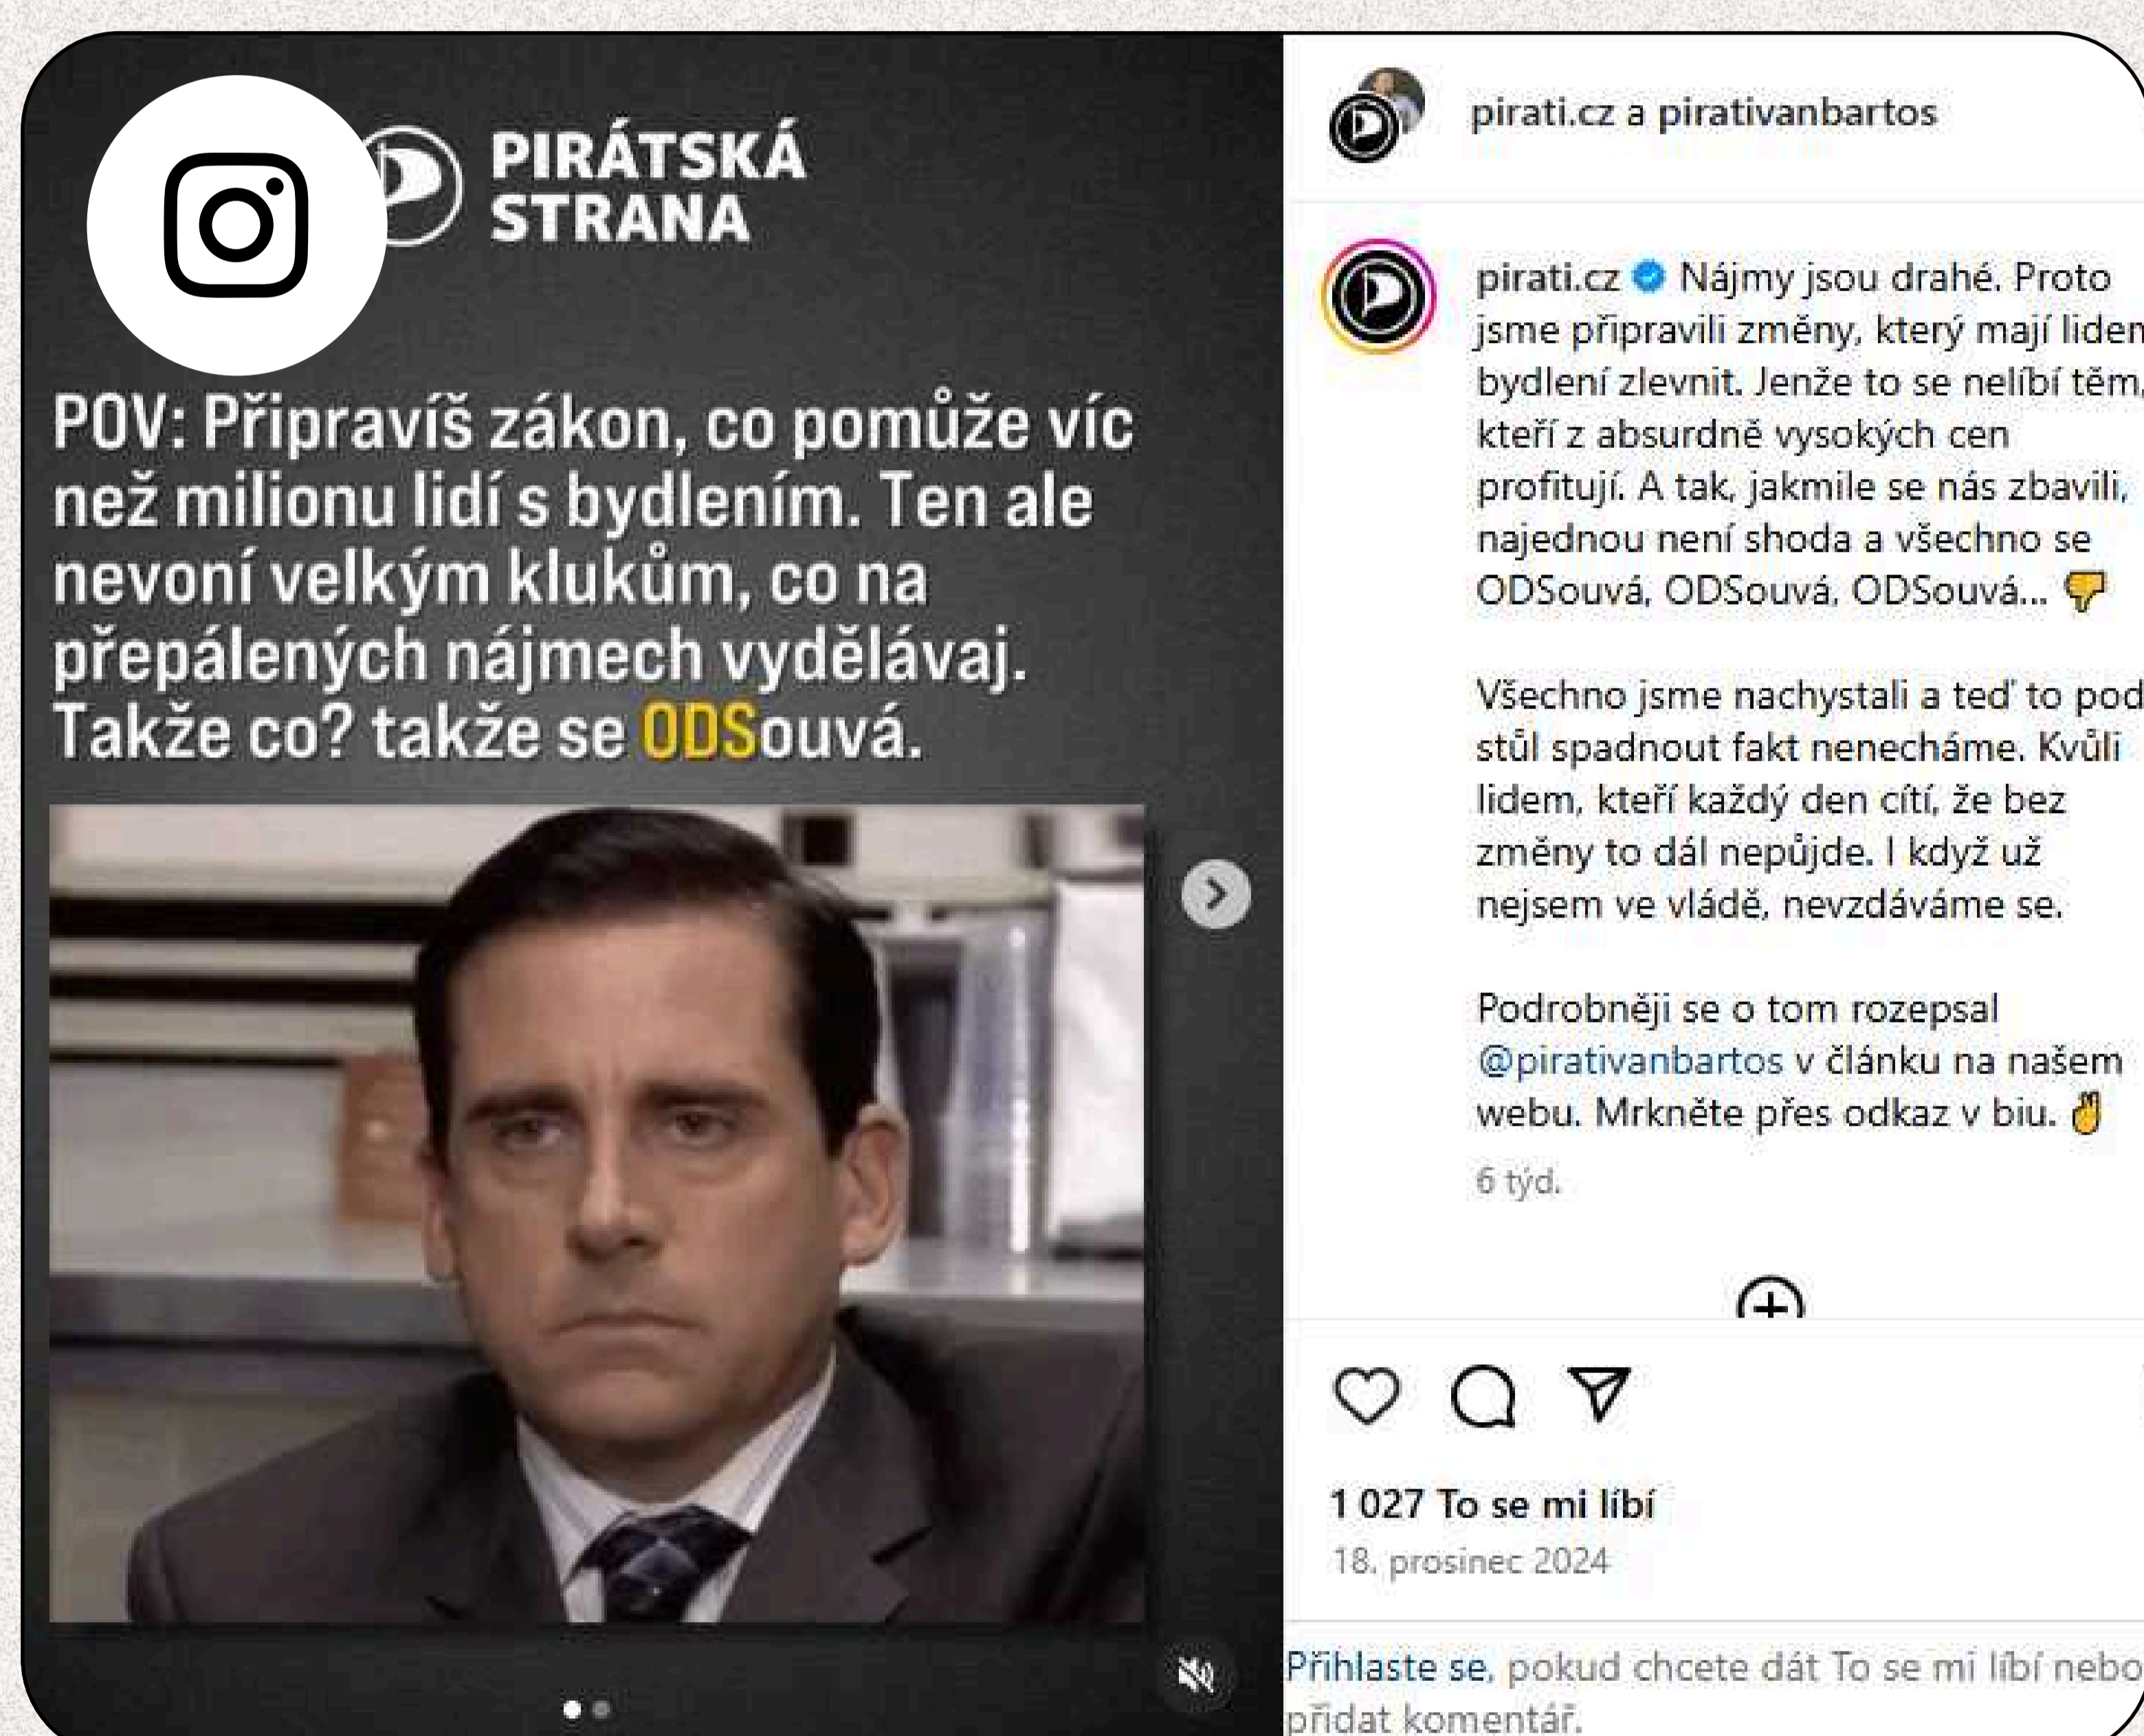 PIRÁTSKÁ
STRANA
POV: Připravíš zákon, co pomůže víc
než milionu lidí s bydlením. Ten ale
nevoní velkým klukům, co na
přepálených nájmech vydělávaj.
Takže co? takže se ODSouvá.
pirati.cz a pirativanbartos
pirati.cz Nájmy jsou drahé. Proto
jsme připravili změny, který mají lidem
bydlení zlevnit. Jenže to se nelíbí těm,
kteří z absurdně vysokých cen
profitují. A tak, jakmile se nás zbavili,
najednou není shoda a všechno se
ODSouvá, ODSouvá, ODSouvá... 👎
Všechno jsme nachystali a teď to pod
stůl spadnout fakt nenecháme. Kvůli
lidem, kteří každý den cítí, že bez
změny to dál nepůjde. I když už
nejsem ve vládě, nevzdáváme se.
Podrobněji se o tom rozepsal
@pirativanbartos v článku na našem
webu. Mrkněte přes odkaz v biu. ✌️
6 týd.
1 027 To se mi líbí
18. prosinec 2024
Přihlaste se, pokud chcete dát To se mi líbí nebo
přidat komentář.